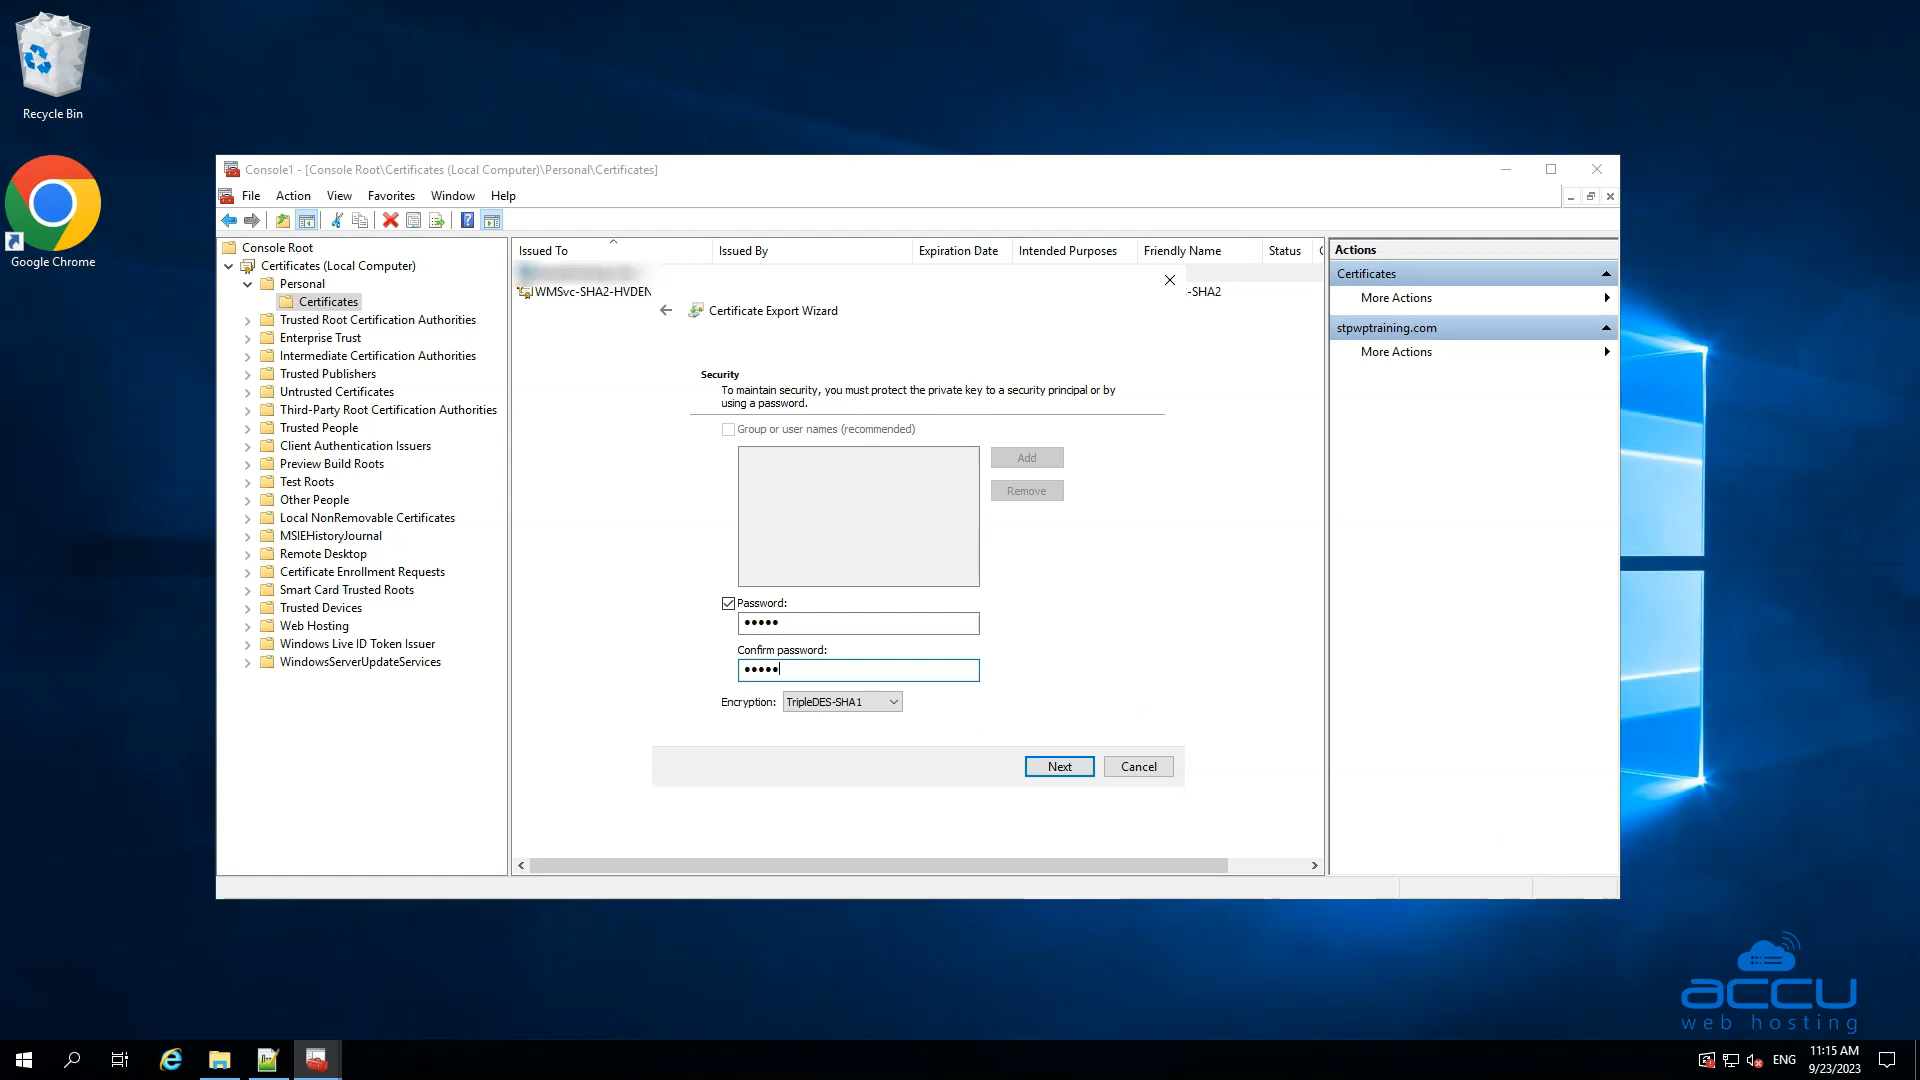 Recycle Bin
Google Chrome
Console1 - [Console Root\Certificates (Local Computer)\Personal\Certificates]
File Action View Favorites Window Help
Console Root
Certificates (Local Computer)
Personal
Certificates
Trusted Root Certification Authorities
Enterprise Trust
Intermediate Certification Authorities
Trusted Publishers
Untrusted Certificates
Third-Party Root Certification Authorities
Trusted People
Client Authentication Issuers
Preview Build Roots
Test Roots
Other People
Local NonRemovable Certificates
MSIEHistoryJournal
Remote Desktop
Certificate Enrollment Requests
Smart Card Trusted Roots
Trusted Devices
Web Hosting
Windows Live ID Token Issuer
WindowsServerUpdateServices
Issued To Issued By Expiration Date Intended Purposes Friendly Name Status
WMSvc-SHA2-HVDEN -SHA2
Certificate Export Wizard
Security
To maintain security, you must protect the private key to a security principal or by
using a password.
Group or user names (recommended)
Add
Remove
Password:
•••••
Confirm password:
•••••
Encryption: TripleDES-SHA1
Next Cancel
Actions
Certificates
More Actions
stpwptraining.com
More Actions
accu
web hosting
ENG
11:15 AM
9/23/2023